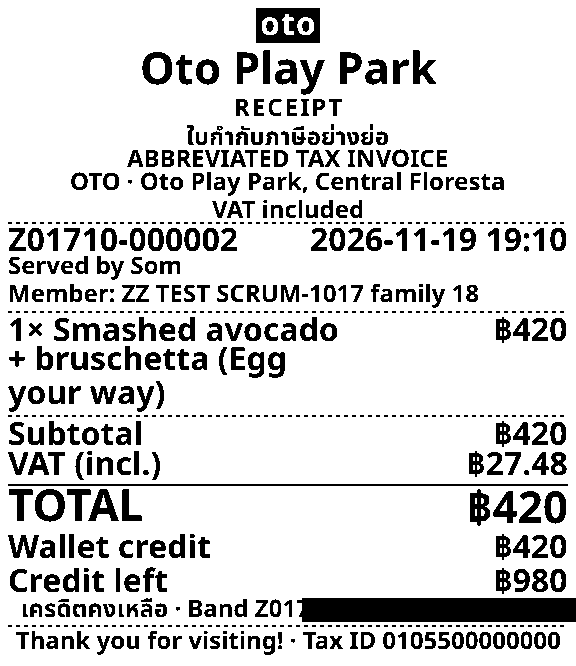 oto
Oto Play Park
RECEIPT
ใบกำกับภาษีอย่างย่อ
ABBREVIATED TAX INVOICE
OTO · Oto Play Park, Central Floresta
VAT included
Z01710-000002 2026-11-19 19:10
Served by Som
Member: ZZ TEST SCRUM-1017 family 18
1× Smashed avocado ฿420
+ bruschetta (Egg
your way)
Subtotal ฿420
VAT (incl.) ฿27.48
TOTAL ฿420
Wallet credit ฿420
Credit left ฿980
เครดิตคงเหลือ · Band Z017
Thank you for visiting! · Tax ID 0105500000000